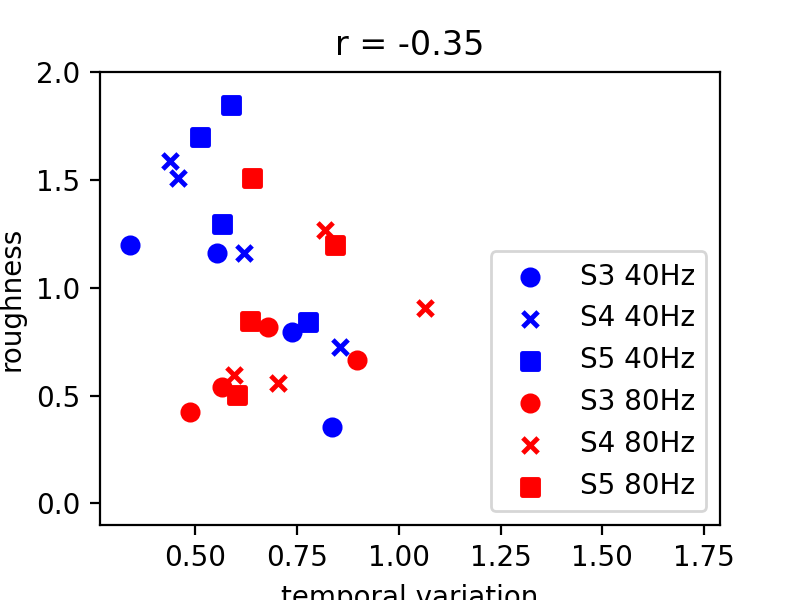 r = -0.35
2.0
1.5
1.0
0.5
0.0
roughness
S3 40Hz
S4 40Hz
S5 40Hz
S3 80Hz
S4 80Hz
S5 80Hz
0.50 0.75 1.00 1.25 1.50 1.75
temporal variation